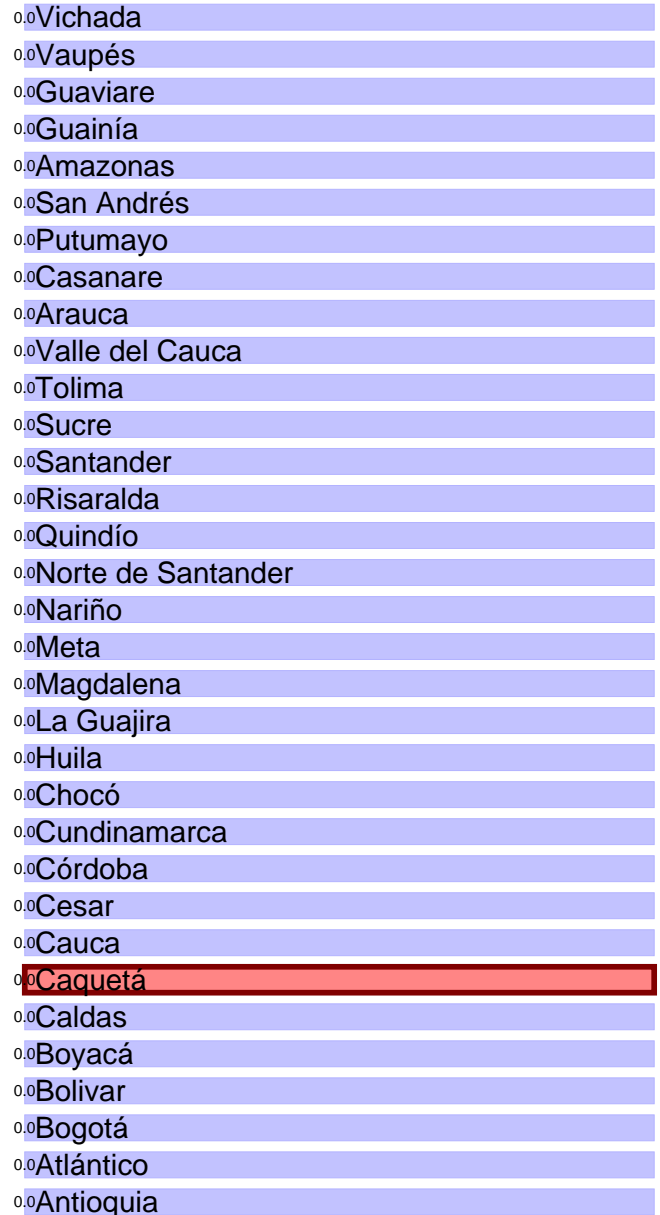 0.0Vichada
0.0Vaupés
0.0Guaviare
0.0Guainía
0.0Amazonas
0.0San Andrés
0.0Putumayo
0.0Casanare
0.0Arauca
0.0Valle del Cauca
0.0Tolima
0.0Sucre
0.0Santander
0.0Risaralda
0.0Quindío
0.0Norte de Santander
0.0Nariño
0.0Meta
0.0Magdalena
0.0La Guajira
0.0Huila
0.0Chocó
0.0Cundinamarca
0.0Córdoba
0.0Cesar
0.0Cauca
0.0Caquetá
0.0Caldas
0.0Boyacá
0.0Bolivar
0.0Bogotá
0.0Atlántico
0.0Antioquia